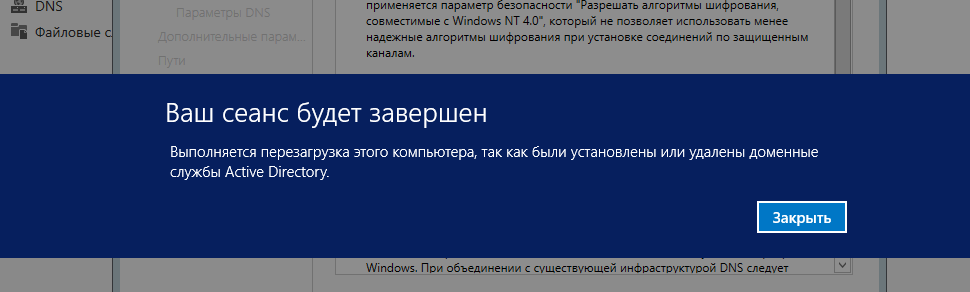 DNS
Файловые сл
Параметры DNS
Дополнительные парам...
Пути
применяется параметр безопасности "Разрешать алгоритмы шифрования,
совместимые с Windows NT 4.0", который не позволяет использовать менее
надежные алгоритмы шифрования при установке соединений по защищенным
каналам.
Ваш сеанс будет завершен
Выполняется перезагрузка этого компьютера, так как были установлены или удалены доменные
службы Active Directory.
Закрыть
Windows. При объединении с существующей инфраструктурой DNS следует